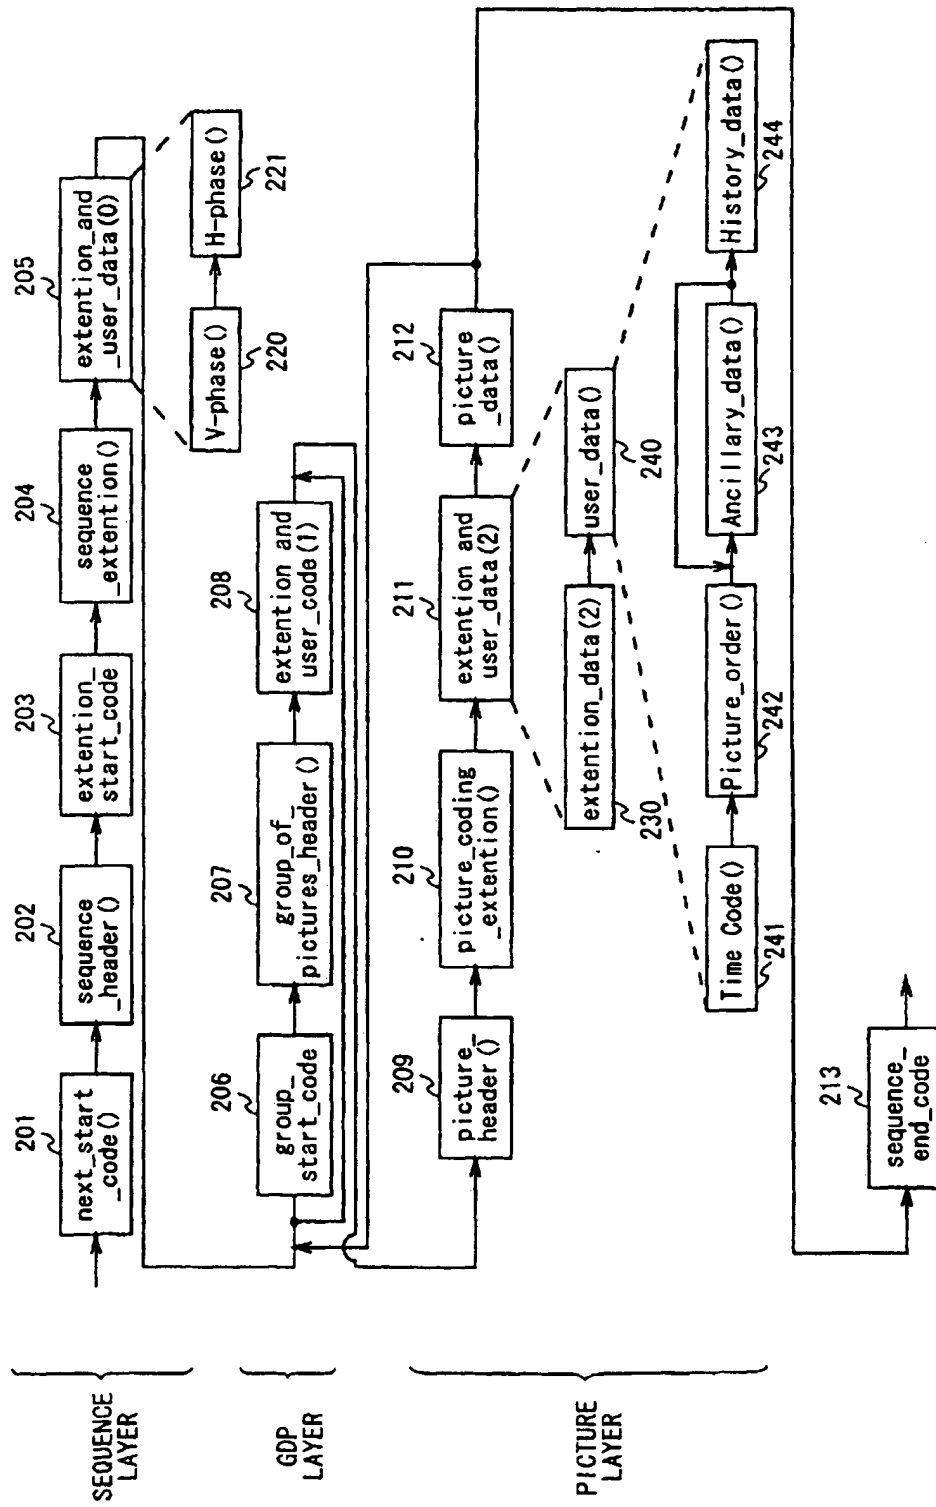 SEQUENCE
LAYER
201
next_start
_code()
202
sequence
_header()
203
extention_
start_code
204
sequence
_extention()
205
extention_and
_user_data(0)
V-phase()
220
H-phase()
221
GDP
LAYER
206
group_
start_code
207
group_of_
pictures_header()
208
extention and
user_code(1)
PICTURE
LAYER
209
picture_
header()
210
picture_coding
_extention()
211
extention and
user_data(2)
212
picture
_data()
extention_data(2)
230
user_data()
240
Time Code()
241
Picture_order()
242
Ancillary_data()
243
History_data()
244
213
sequence_
end_code